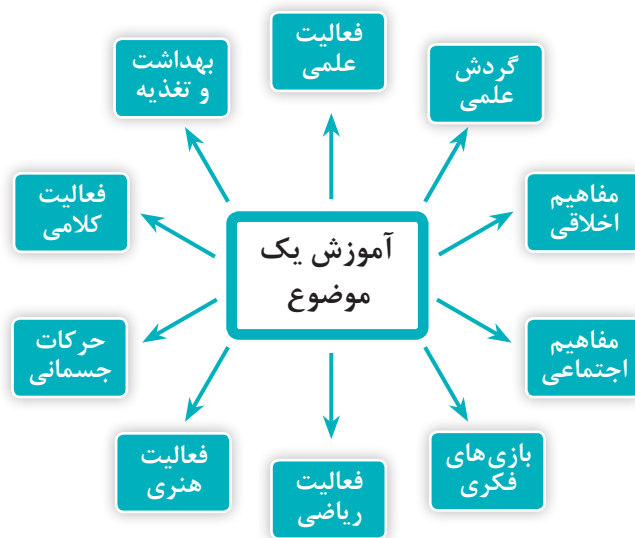 فعالیت
علمی
گردش
علمی
مفاهیم
اخلاقی
مفاهیم
اجتماعی
بازی‌های
فکری
فعالیت
ریاضی
فعالیت
هنری
حرکات
جسمانی
فعالیت
کلامی
بهداشت
و تغذیه
آموزش یک
موضوع